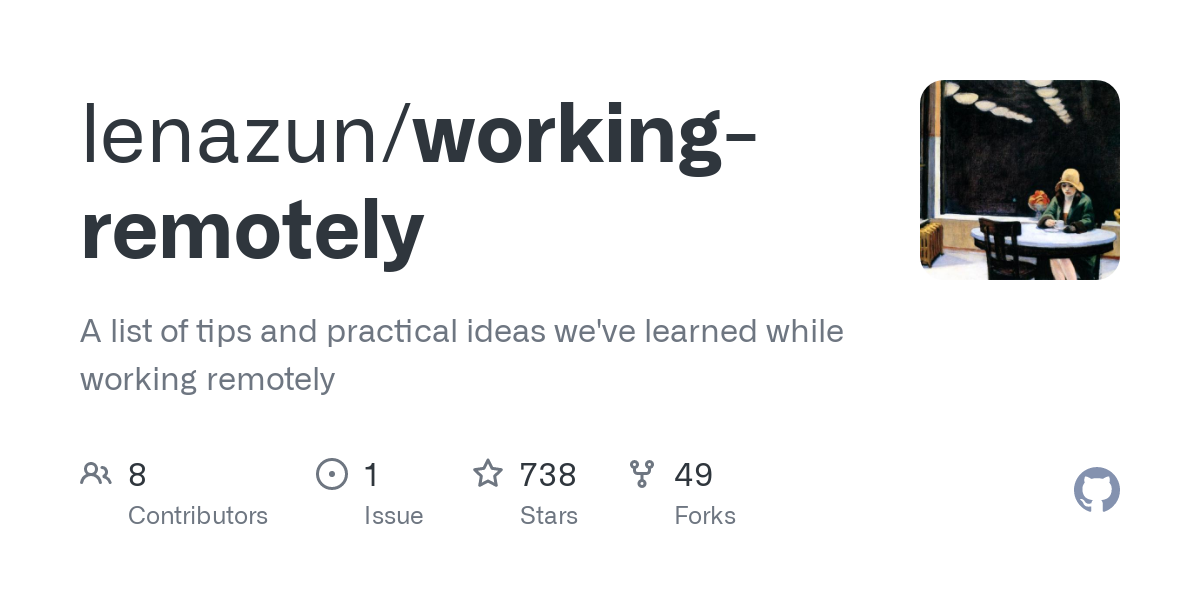 lenazun/working-
remotely
A list of tips and practical ideas we've learned while
working remotely
8 1 738 49
Contributors Issue Stars Forks